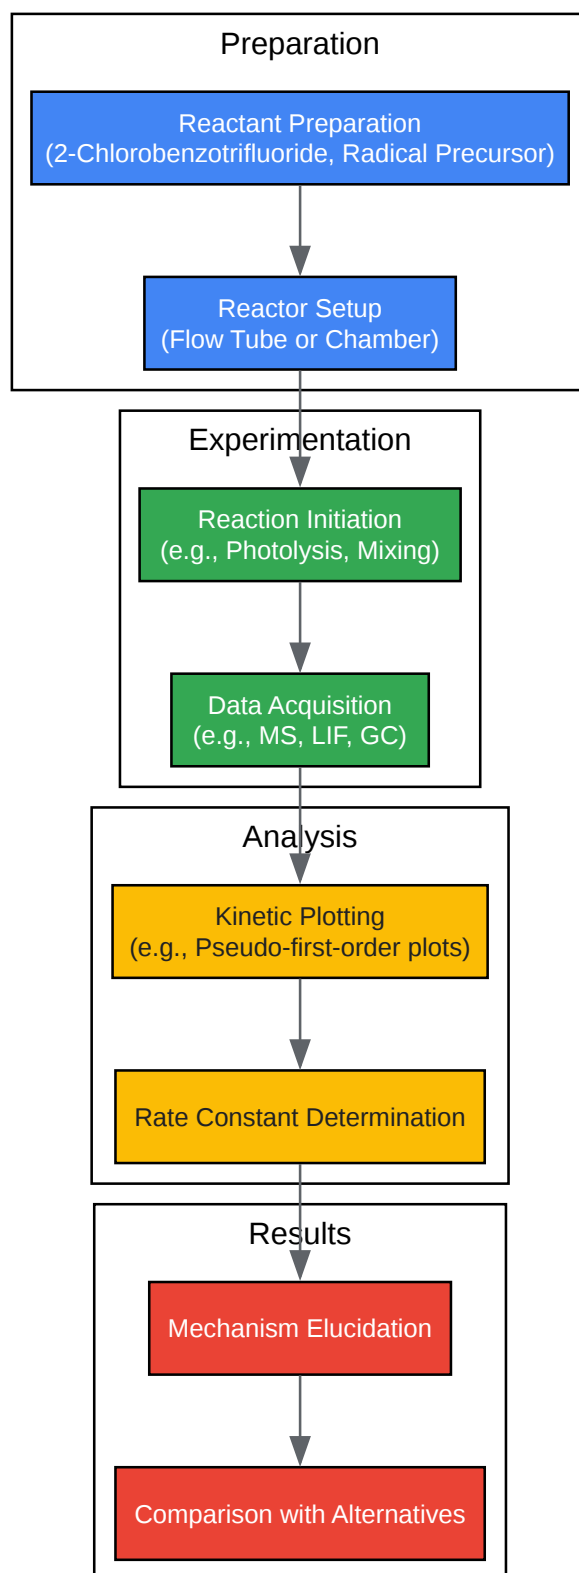 Preparation
Reactant Preparation
(2-Chlorobenzotrifluoride, Radical Precursor)
Reactor Setup
(Flow Tube or Chamber)
Experimentation
Reaction Initiation
(e.g., Photolysis, Mixing)
Data Acquisition
(e.g., MS, LIF, GC)
Analysis
Kinetic Plotting
(e.g., Pseudo-first-order plots)
Rate Constant Determination
Results
Mechanism Elucidation
Comparison with Alternatives